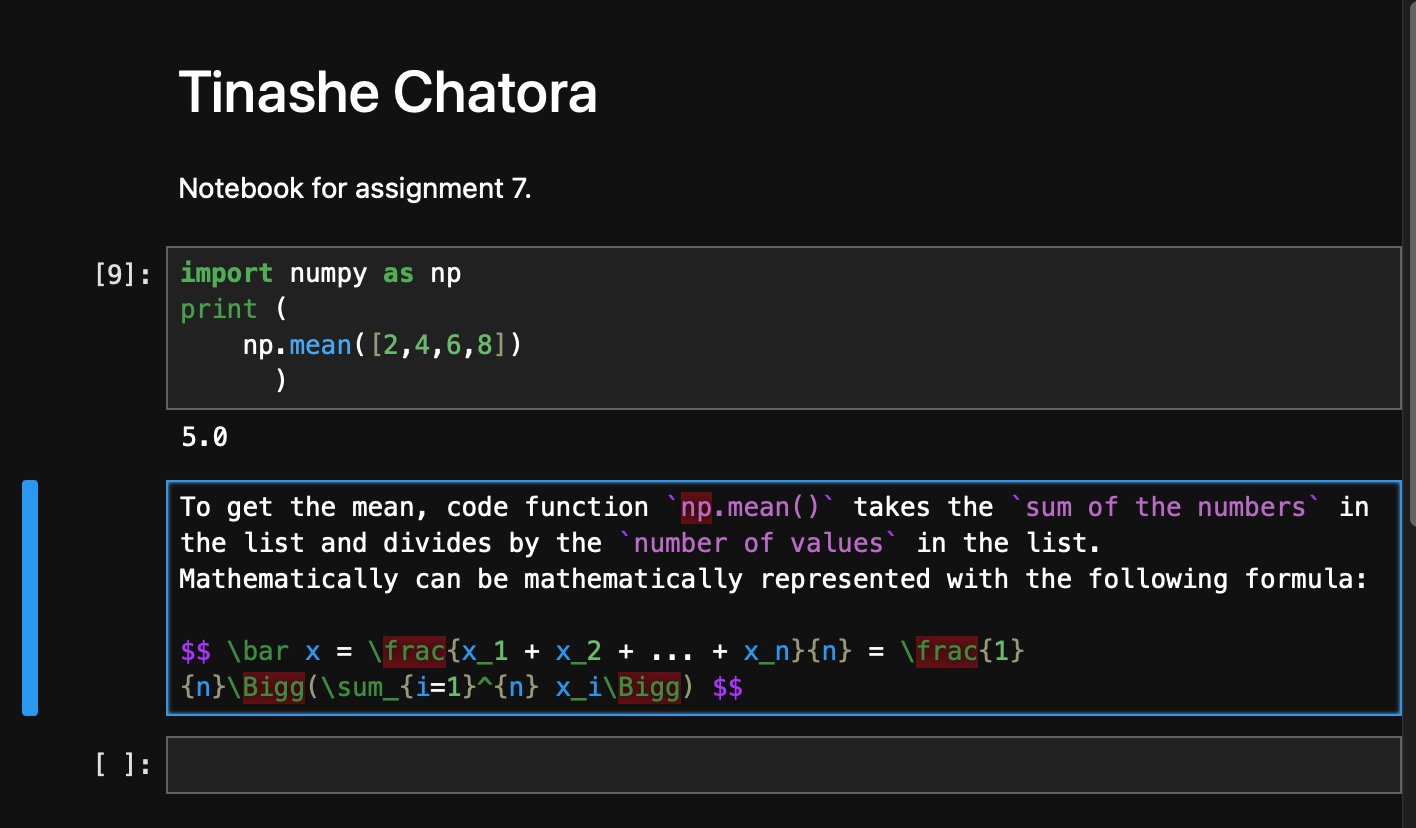 Tinashe Chatora
Notebook for assignment 7.
[9]:
import numpy as np
print (
    np.mean([2,4,6,8])
      )
5.0
To get the mean, code function `np.mean()` takes the `sum of the numbers` in
the list and divides by the `number of values` in the list.
Mathematically can be mathematically represented with the following formula:
$$ \bar x = \frac{x_1 + x_2 + ... + x_n}{n} = \frac{1}
{n}\Bigg(\sum_{i=1}^{n} x_i\Bigg) $$
[ ]: